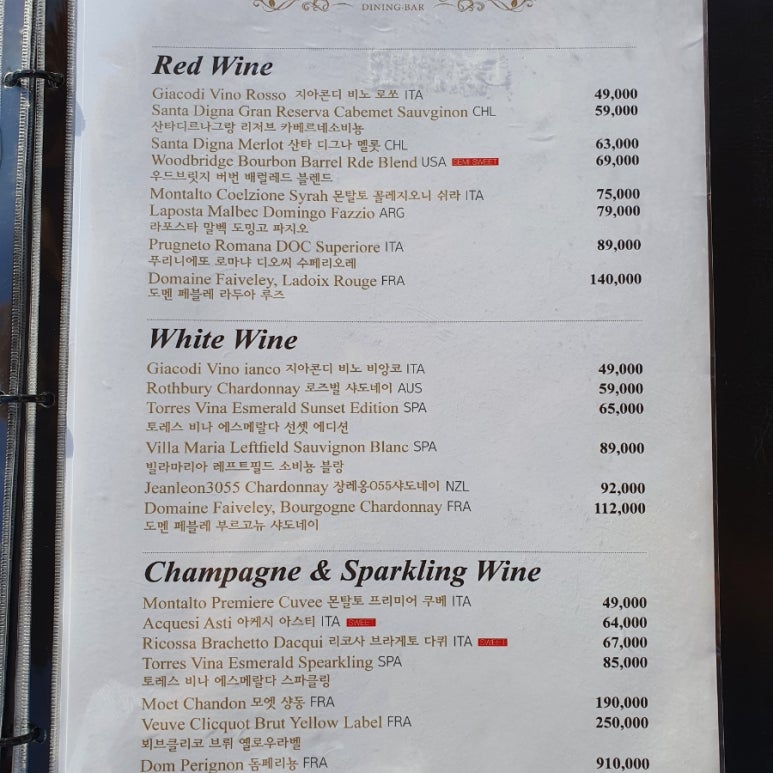 DINING·BAR
Red Wine
Giacodi Vino Rosso 지아콘디 비노 로쏘 ITA 49,000
Santa Digna Gran Reserva Cabemet Sauvginon CHL 59,000
산타디르나그랑 리저브 카베르네소비뇽
Santa Digna Merlot 산타 디그나 멜롯 CHL 63,000
Woodbridge Bourbon Barrel Rde Blend USA SEMI SWEET 69,000
우드브릿지 버번 배럴레드 블렌드
Montalto Coelzione Syrah 몬탈토 꼴레지오니 쉬라 ITA 75,000
Laposta Malbec Domingo Fazzio ARG 79,000
라포스타 말벡 도밍고 파지오
Prugneto Romana DOC Superiore ITA 89,000
푸리니에또 로마냐 디오씨 수페리오레
Domaine Faiveley, Ladoix Rouge FRA 140,000
도멘 페블레 라두아 루즈
White Wine
Giacodi Vino ianco 지아콘디 비노 비앙코 ITA 49,000
Rothbury Chardonnay 로즈벌 샤도네이 AUS 59,000
Torres Vina Esmerald Sunset Edition SPA 65,000
토레스 비나 에스메랄다 선셋 에디션
Villa Maria Leftfield Sauvignon Blanc SPA 89,000
빌라마리아 레프트필드 소비뇽 블랑
Jeanleon3055 Chardonnay 장레옹055샤도네이 NZL 92,000
Domaine Faiveley, Bourgogne Chardonnay FRA 112,000
도멘 페블레 부르고뉴 샤도네이
Champagne & Sparkling Wine
Montalto Premiere Cuvee 몬탈토 프리미어 쿠베 ITA 49,000
Acquesi Asti 아케시 아스티 ITA SWEET 64,000
Ricossa Brachetto Dacqui 리코사 브라게토 다퀴 ITA SWEET 67,000
Torres Vina Esmerald Spearkling SPA 85,000
토레스 비나 에스메랄다 스파클링
Moet Chandon 모엣 샹동 FRA 190,000
Veuve Clicquot Brut Yellow Label FRA 250,000
뵈브클리코 브뤼 옐로우라벨
Dom Perignon 돔페리뇽 FRA 910,000